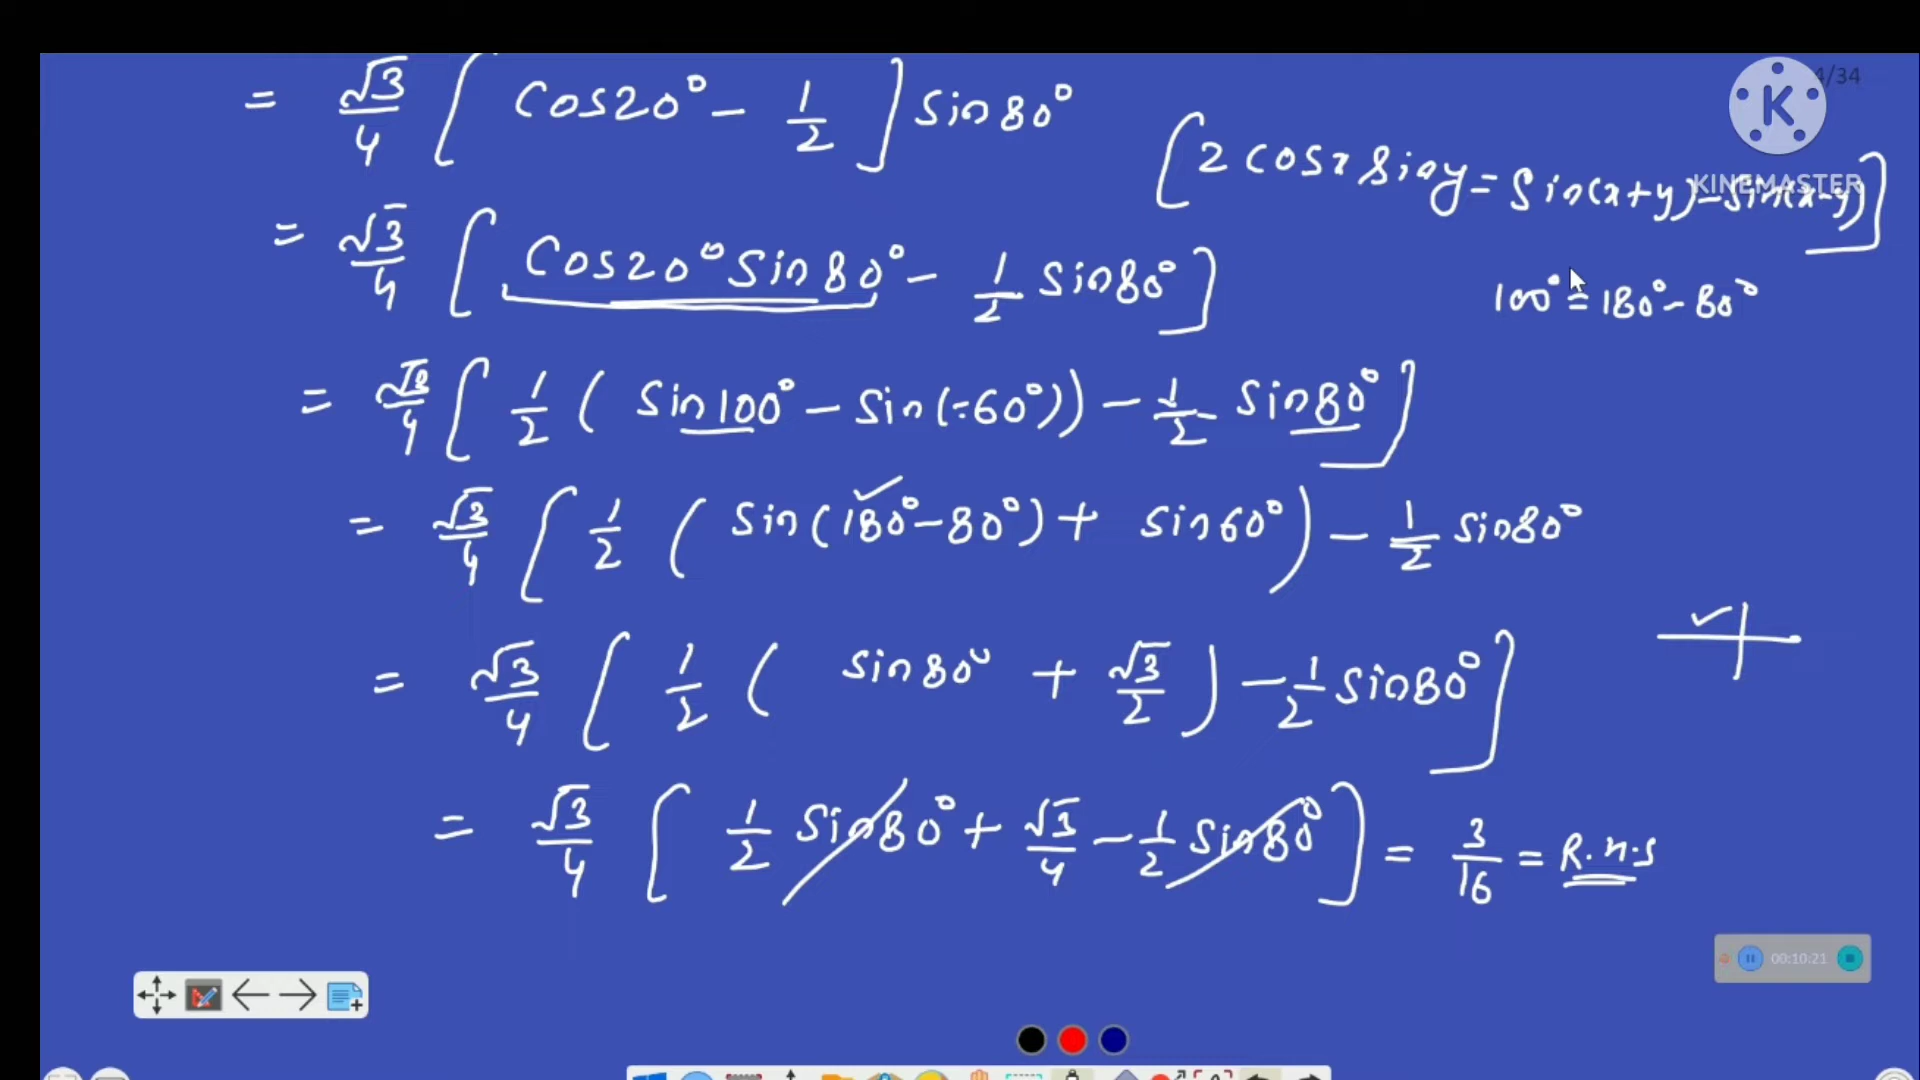 4/34
= √3/4 [ Cos20° - 1/2 ] Sin80°
[2 cosx siny = Sin(x+y) - Sin(x-y)]
KINEMASTER
= √3/4 [ Cos20° Sin80° - 1/2 Sin80° ]
100° = 180° - 80°
= √3/4 [ 1/2 ( Sin100° - Sin(-60°)) - 1/2 Sin80° ]
= √3/4 [ 1/2 ( Sin(180° - 80°) + Sin60° ) - 1/2 Sin80°
= √3/4 [ 1/2 ( Sin80° + √3/2 ) - 1/2 Sin80° ]
= √3/4 [ 1/2 Sin80° + √3/4 - 1/2 Sin80° ] = 3/16 = R.H.S
00:10:21